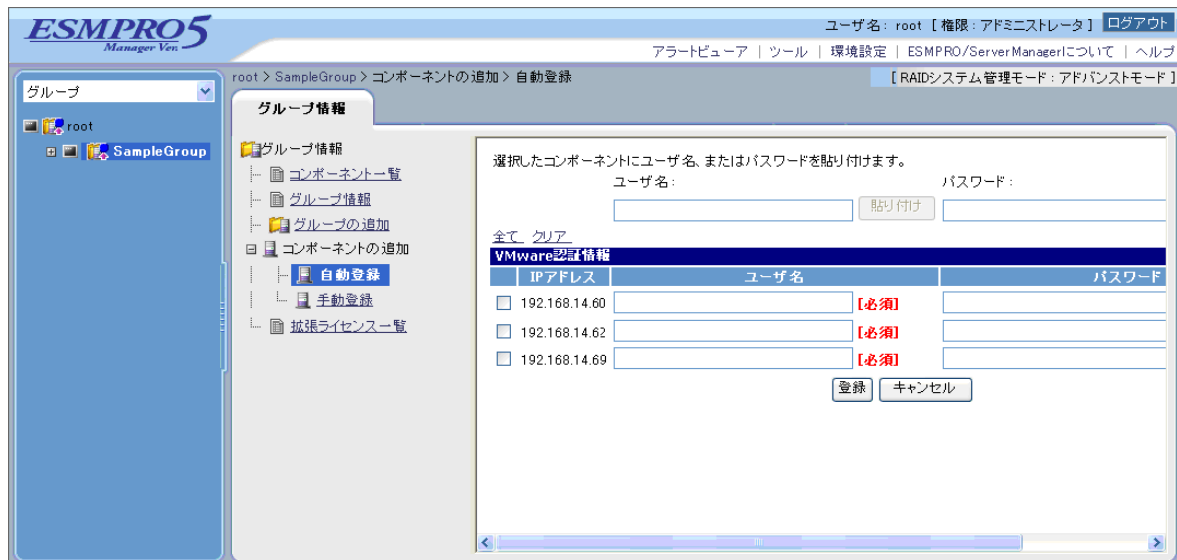 ESMPRO5
Manager Ver.
ユーザ名: root [ 権限 : アドミニストレータ ] ログアウト
アラートビューア | ツール | 環境設定 | ESMPRO/ServerManagerについて | ヘルプ
グループ
root
SampleGroup
root > SampleGroup > コンポーネントの追加 > 自動登録
[ RAIDシステム管理モード : アドバンストモード ]
グループ情報
グループ情報
コンポーネント一覧
グループ情報
グループの追加
コンポーネントの追加
自動登録
手動登録
拡張ライセンス一覧
選択したコンポーネントにユーザ名、またはパスワードを貼り付けます。
ユーザ名 : パスワード :
貼り付け
全て クリア
VMware認証情報
IPアドレス ユーザ名 パスワード
192.168.14.60 [必須]
192.168.14.62 [必須]
192.168.14.69 [必須]
登録 キャンセル